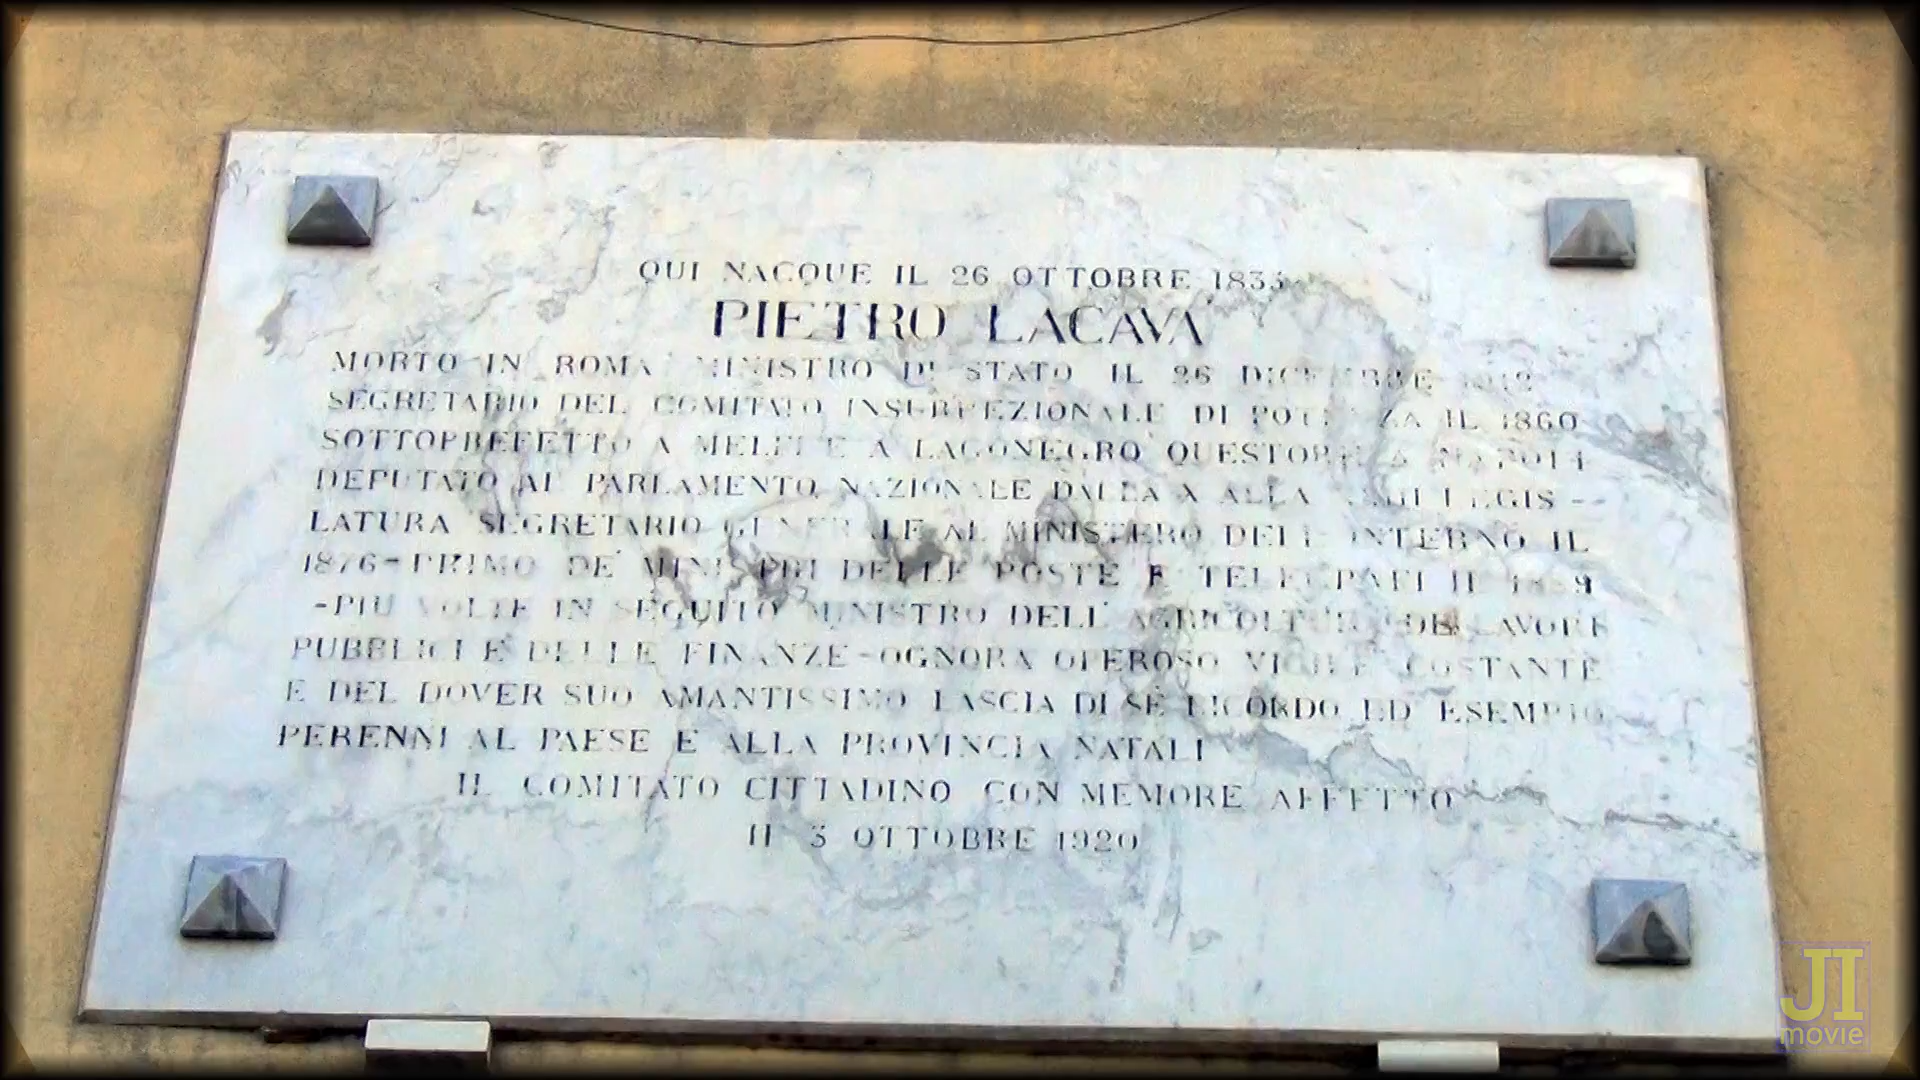 QUI NACQUE IL 26 OTTOBRE 1835
PIETRO LACAVA
MORTO IN ROMA MINISTRO DI STATO IL 26 DICEMBRE 1912
SEGRETARIO DEL COMITATO INSURREZIONALE DI POTENZA IL 1860
SOTTOPREFETTO A MELFI E A LAGONEGRO QUESTORE A NAPOLI
DEPUTATO AL PARLAMENTO NAZIONALE DALLA X ALLA LEGIS-
LATURA SEGRETARIO GENERALE AL MINISTERO DELL'INTERNO IL
1876-PRIMO DE' MINISTRI DELLE POSTE E TELEGRAFI IL 1889
-PIÙ VOLTE IN SEGUITO MINISTRO DELL'AGRICOLTURA DEI LAVORI
PUBBLICI E DELLE FINANZE-OGNORA OPEROSO VIGILE COSTANTE
E DEL DOVER SUO AMANTISSIMO LASCIA DI SÈ RICORDO ED ESEMPIO
PERENNI AL PAESE E ALLA PROVINCIA NATALI
IL COMITATO CITTADINO CON MEMORE AFFETTO
IL 3 OTTOBRE 1920
JI
movie